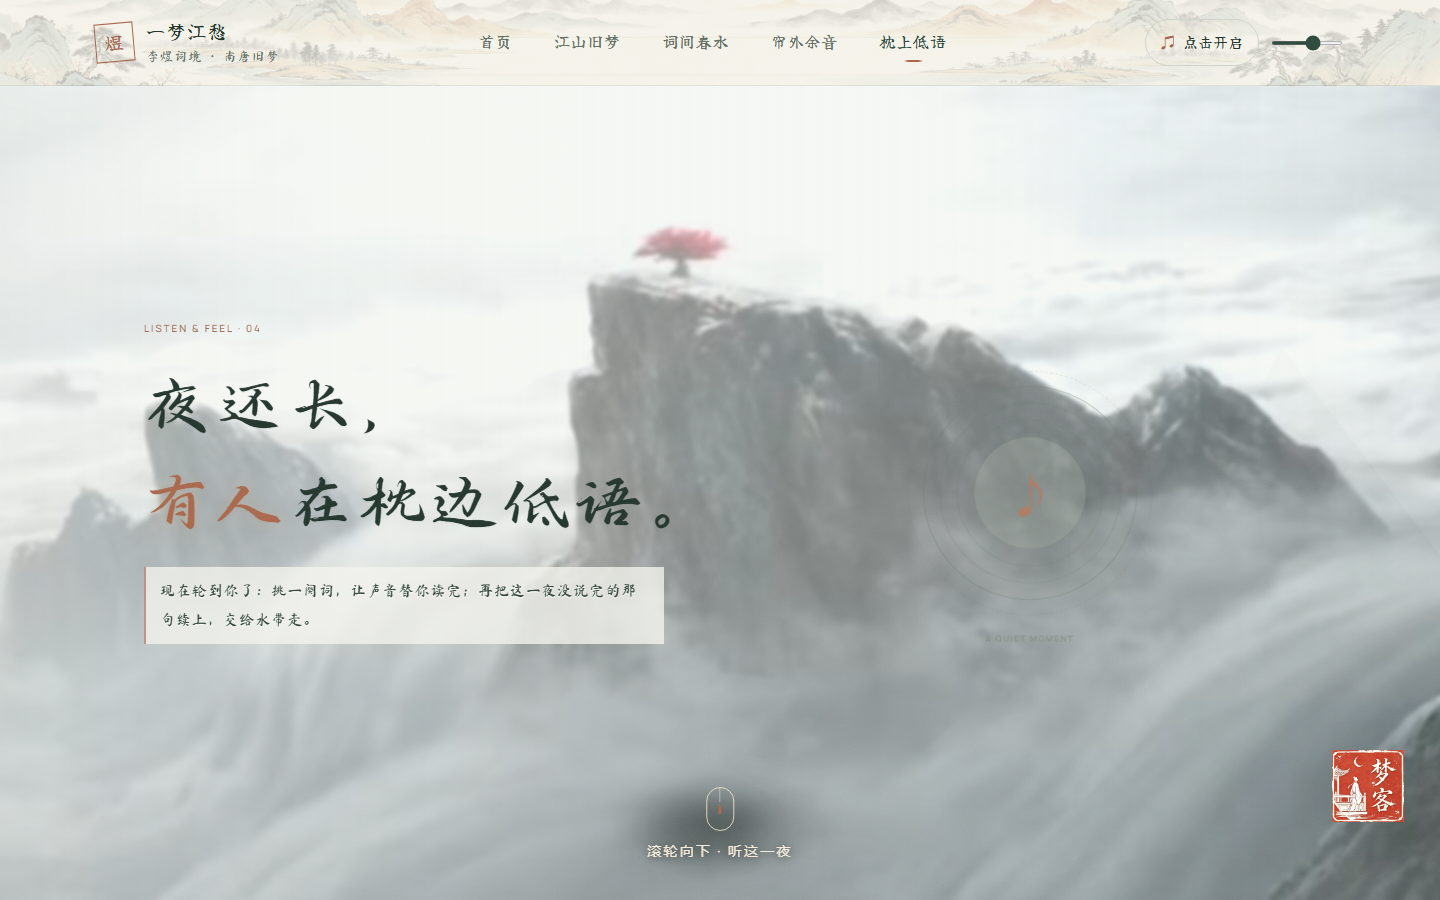 煜
一梦江愁
李煜词境 · 南唐旧梦
首页
江山旧梦
词间春水
帘外余音
枕上低语
点击开启
LISTEN & FEEL · 04
夜还长，
有人在枕边低语。
现在轮到你了：挑一阕词，让声音替你读完；再把这一夜没说完的那
句续上，交给水带走。
A QUIET MOMENT
滚轮向下 · 听这一夜
梦客